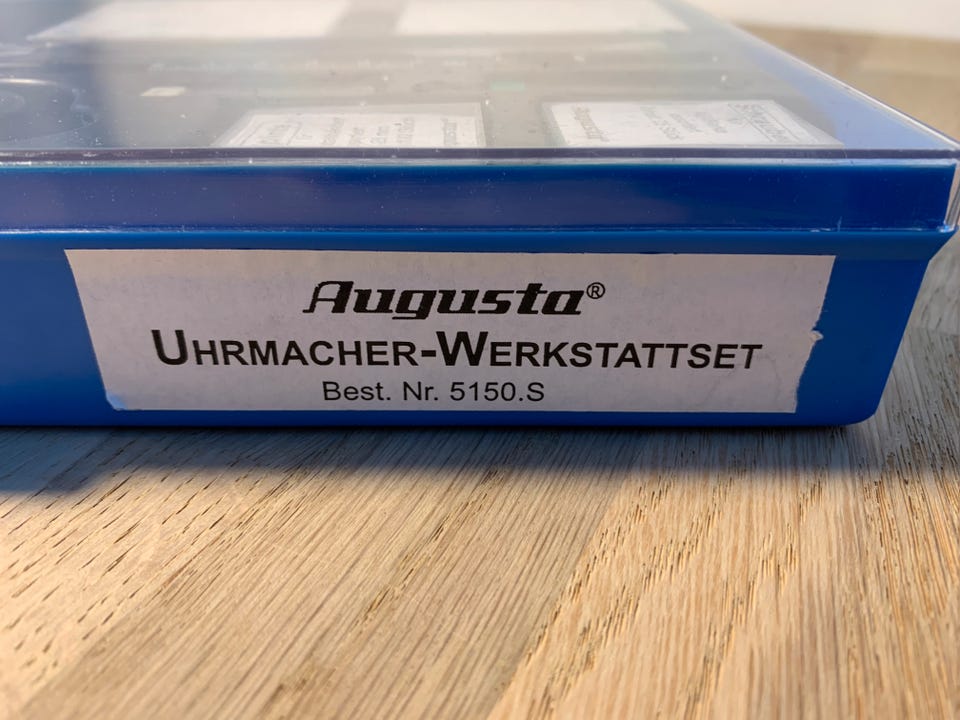 Augusta®
UHRMACHER-WERKSTATTSET
Best. Nr. 5150.S